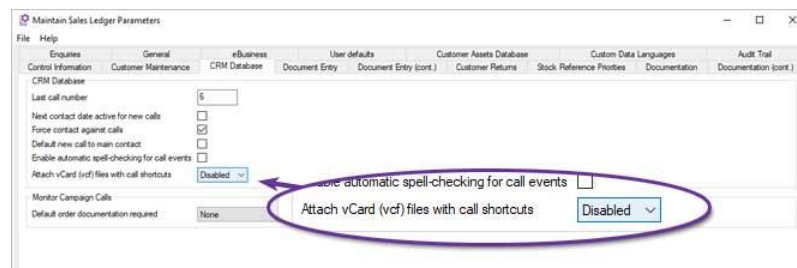 Maintain Sales Ledger Parameters
File Help
Enquiries General eBusiness User defaults Customer Assets Database Custom Data Languages Audit Trail
Control Information Customer Maintenance CRM Database Document Entry Document Entry (cont.) Customer Returns Stock Reference Priorities Documentation Documentation (cont.)
CRM Database
Last call number 6
Next contact date active for new calls
Force contact against calls
Default new call to main contact
Enable automatic spell-checking for call events
Attach vCard (vcf) files with call shortcuts Disabled
automatic spell-checking for call events
Attach vCard (vcf) files with call shortcuts Disabled
Monitor Campaign Calls
Default order documentation required None